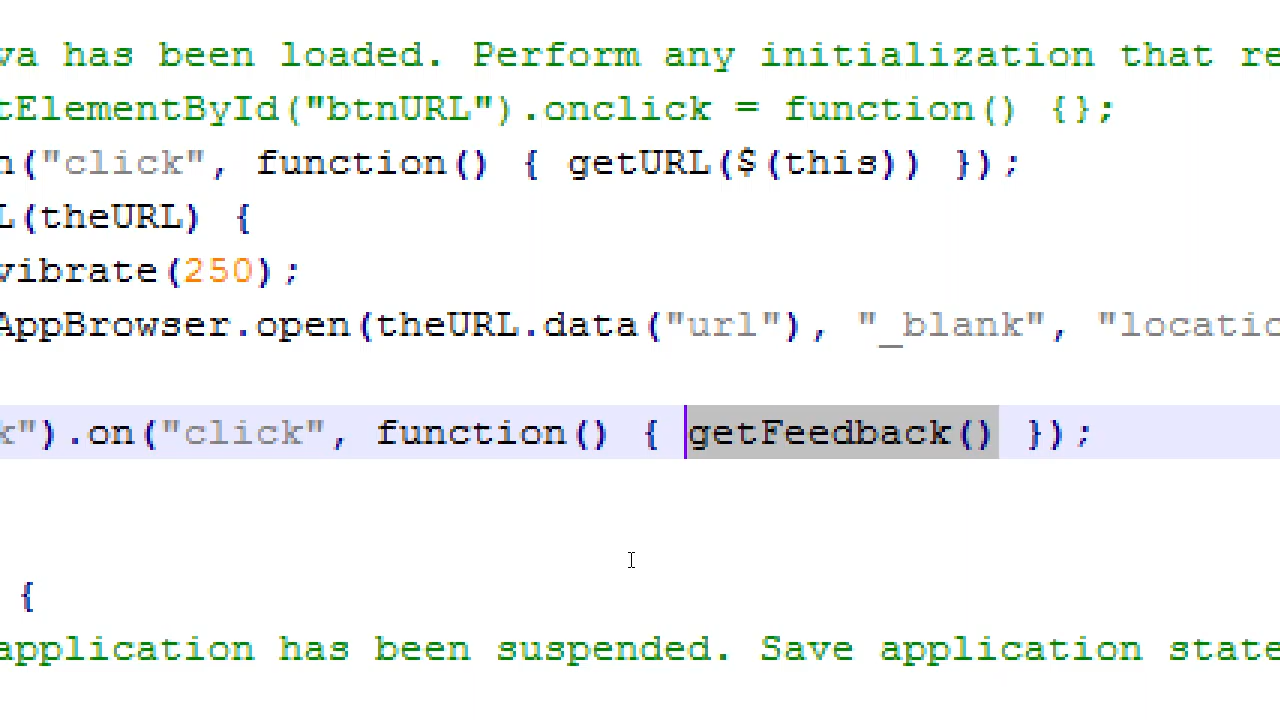 va has been loaded. Perform any initialization that re
tElementById("btnURL").onclick = function() {};
n("click", function() { getURL($(this)) });
L(theURL) {
vibrate(250);
AppBrowser.open(theURL.data("url"), "_blank", "locatio
k").on("click", function() { getFeedback() });
{
application has been suspended. Save application state